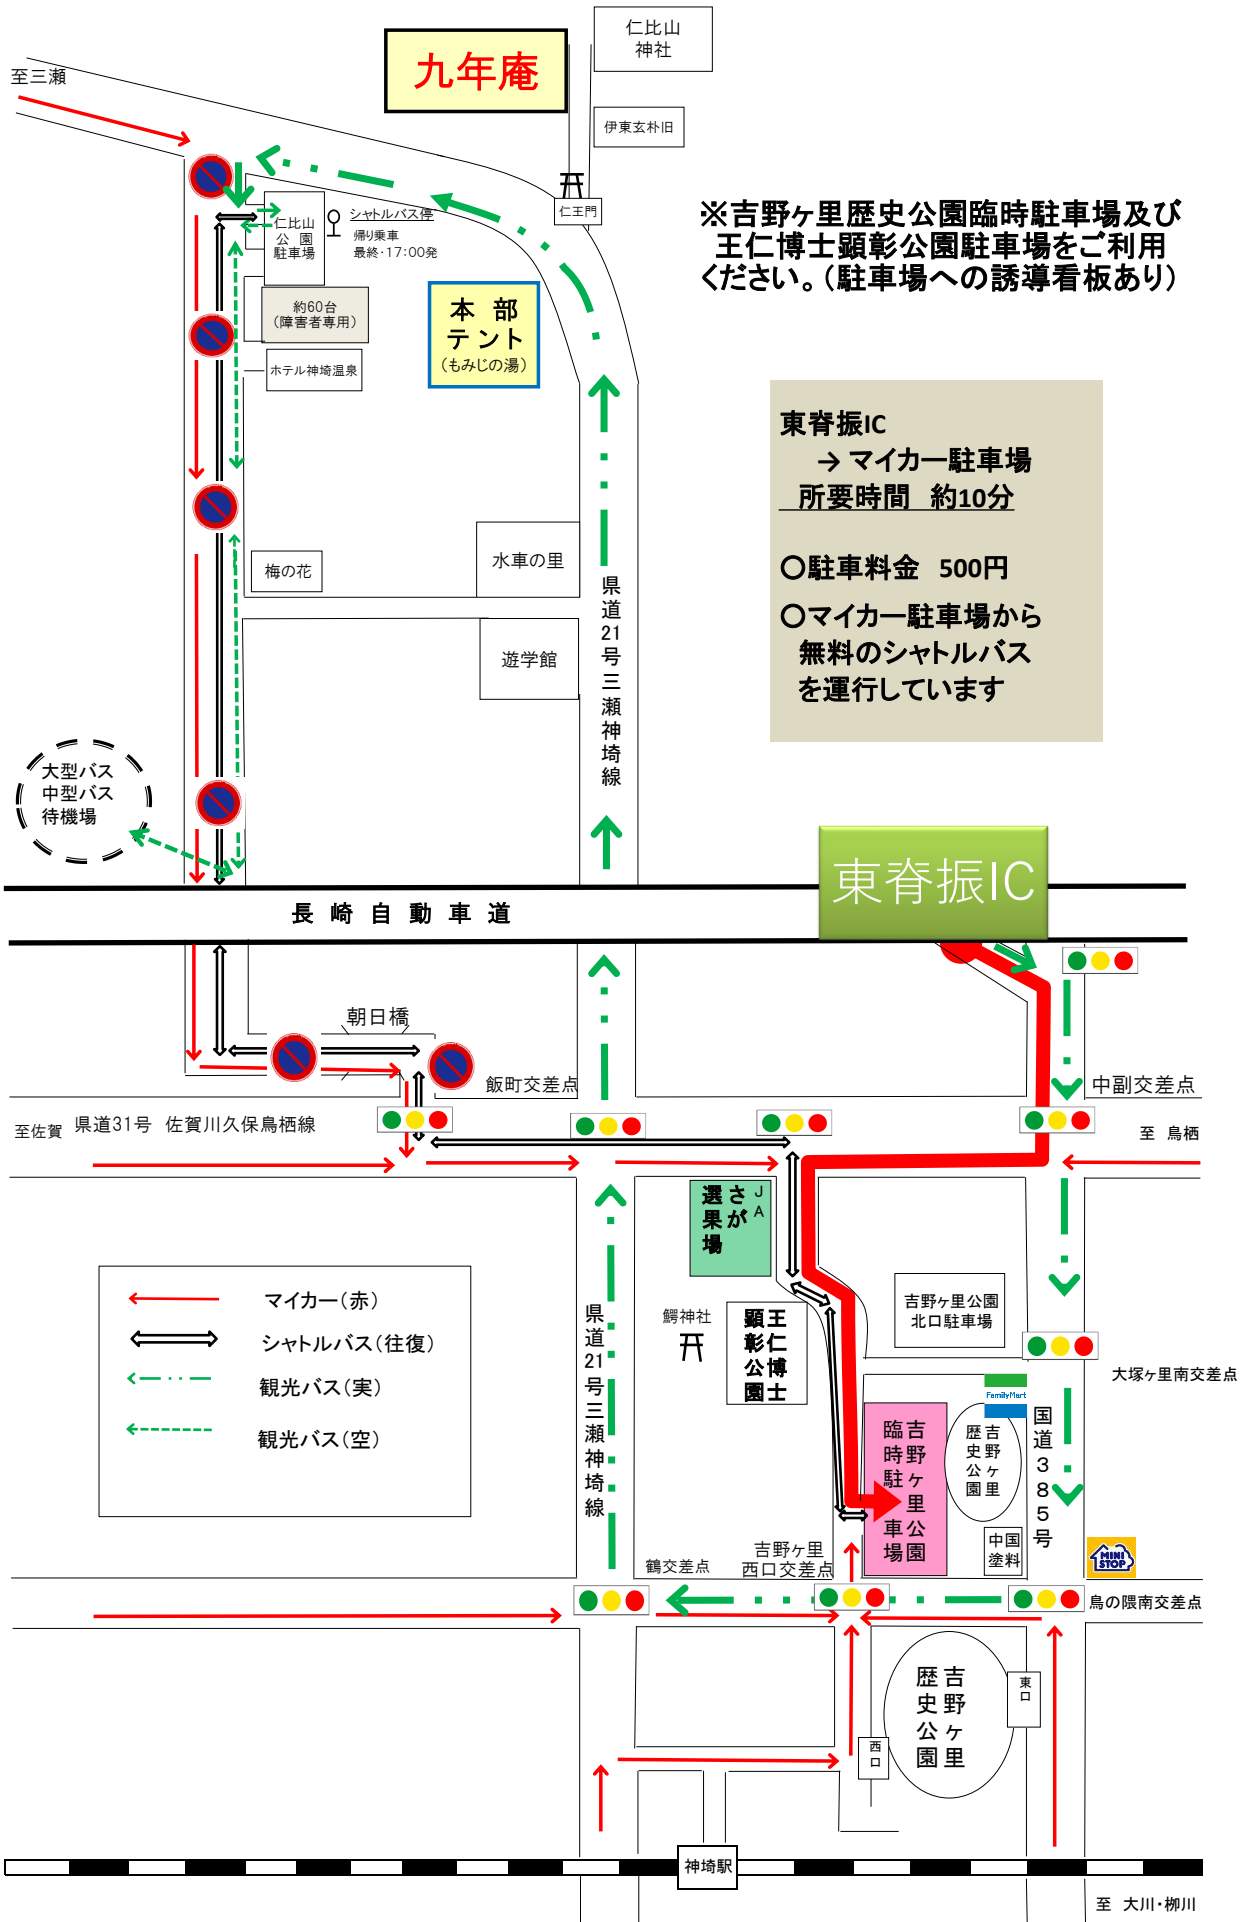 仁比山
神社
九年庵
至三瀬
伊東玄朴旧
仁王門
シャトルバス停
帰り乗車
最終・17:00発
仁比山
公 園
駐車場
※吉野ヶ里歴史公園臨時駐車場及び
王仁博士顕彰公園駐車場をご利用
ください。(駐車場への誘導看板あり)
約60台
(障害者専用)
本 部
テント
(もみじの湯)
ホテル神埼温泉
東脊振IC
→ マイカー駐車場
所要時間 約10分
○駐車料金 500円
○マイカー駐車場から
無料のシャトルバス
を運行しています
水車の里
梅の花
県道21号三瀬神埼線
遊学館
大型バス
中型バス
待機場
東脊振IC
長崎自動車道
朝日橋
飯町交差点
中副交差点
至佐賀
県道31号 佐賀川久保鳥栖線
至 鳥栖
JA
さが
選果場
マイカー(赤)
シャトルバス(往復)
観光バス(実)
観光バス(空)
県道21号三瀬神埼線
鰐神社
王仁博士
顕彰公園
吉野ヶ里公園
北口駐車場
大塚ヶ里南交差点
FamilyMart
吉野ヶ里公園
臨時駐車場
吉野ヶ里
歴史公園
国道385号
中国
塗料
MINI
STOP
吉野ヶ里
西口交差点
鶴交差点
鳥の隈南交差点
吉野ヶ里
歴史公園
東口
西口
神埼駅
至 大川・栁川